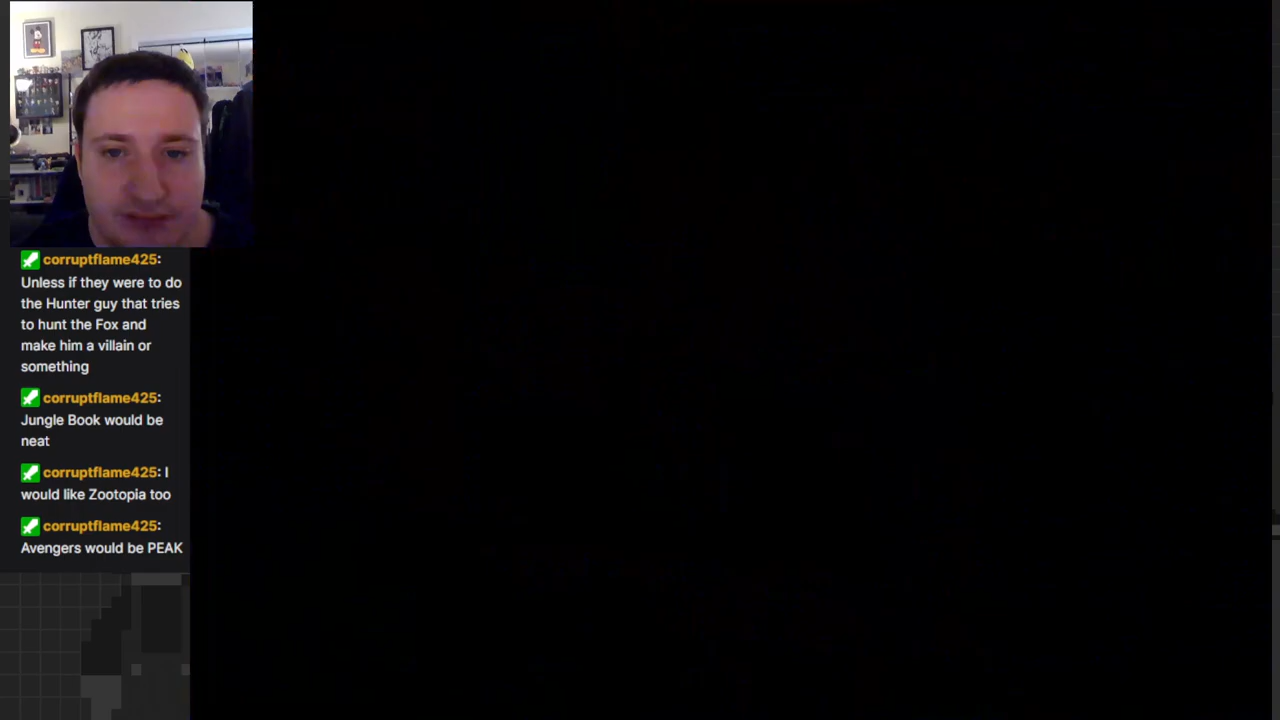 corruptflame425:
Unless if they were to do
the Hunter guy that tries
to hunt the Fox and
make him a villain or
something
corruptflame425:
Jungle Book would be
neat
corruptflame425: I
would like Zootopia too
corruptflame425:
Avengers would be PEAK